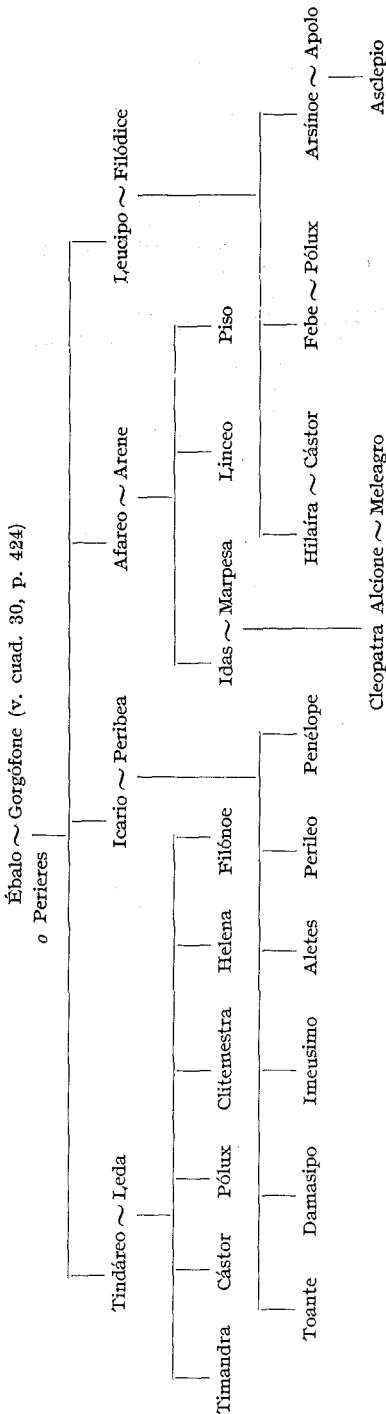 Ébalo ~ Gorgófone (v. cuad. 30, p. 424)
o Perieres
Tindáreo ~ Leda Icario ~ Peribea Afareo ~ Arene Leucipo ~ Filódice
Timandra Cástor Pólux Clitemestra Helena Filónoe Idas ~ Marpesa Linceo Piso
Toante Damasipo Imeusimo Aletes Perileo Penélope Hilaíra ~ Cástor Febe ~ Pólux Arsínoe ~ Apolo
Cleopatra Alcíone ~ Meleagro Asclepio